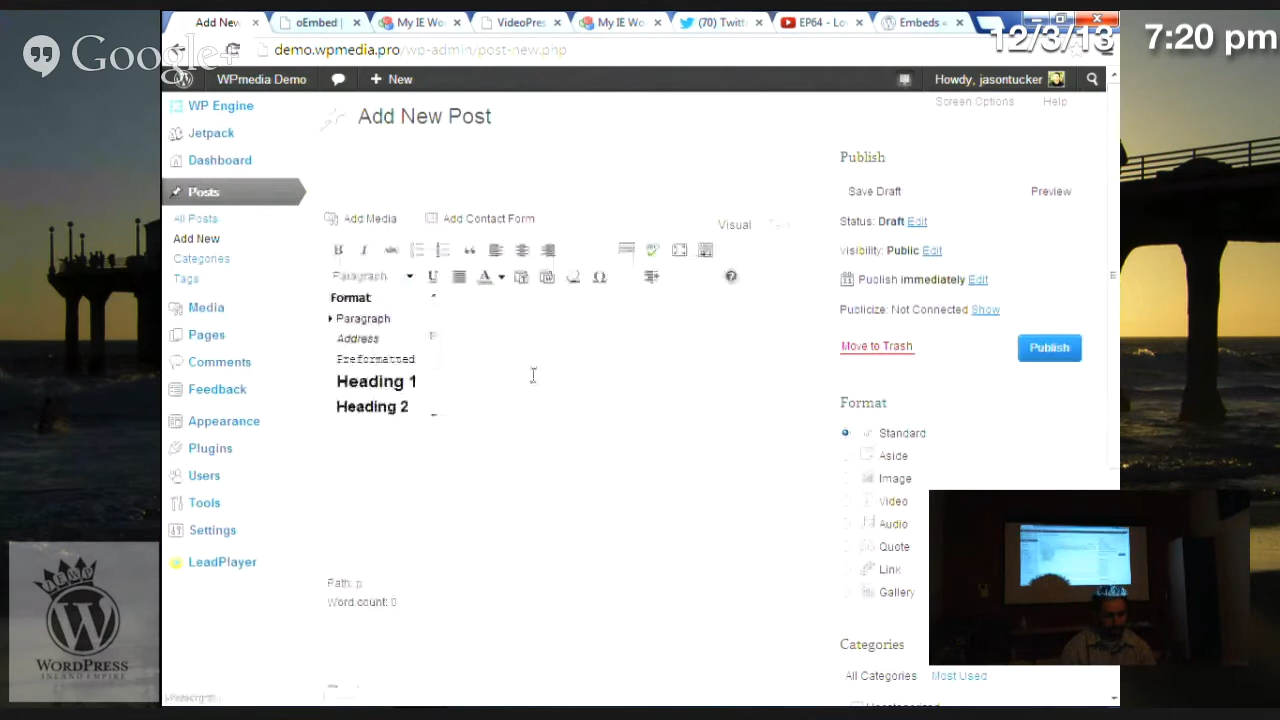 Add New
oEmbed |
My IE Wo
VideoPres
My IE Wo
(70) Twitt
EP64 - Lo
Embeds «
Google+
demo.wpmedia.pro/wp-admin/post-new.php
12/3/13 7:20 pm
WPmedia Demo
+ New
Howdy, jasontucker
Screen Options
Help
WP Engine
Jetpack
Dashboard
Posts
All Posts
Add New
Categories
Tags
Media
Pages
Comments
Feedback
Appearance
Plugins
Users
Tools
Settings
LeadPlayer
Add New Post
Add Media
Add Contact Form
Visual
Paragraph
Format
Paragraph
Address
Preformatted
Heading 1
Heading 2
Path: p
Word count: 0
Publish
Save Draft
Preview
Status: Draft Edit
Visibility: Public Edit
Publish immediately Edit
Publicize: Not Connected Show
Move to Trash
Publish
Format
Standard
Aside
Image
Video
Audio
Quote
Link
Gallery
Categories
All Categories
Most Used
IEWP
WORDPRESS
INLAND EMPIRE